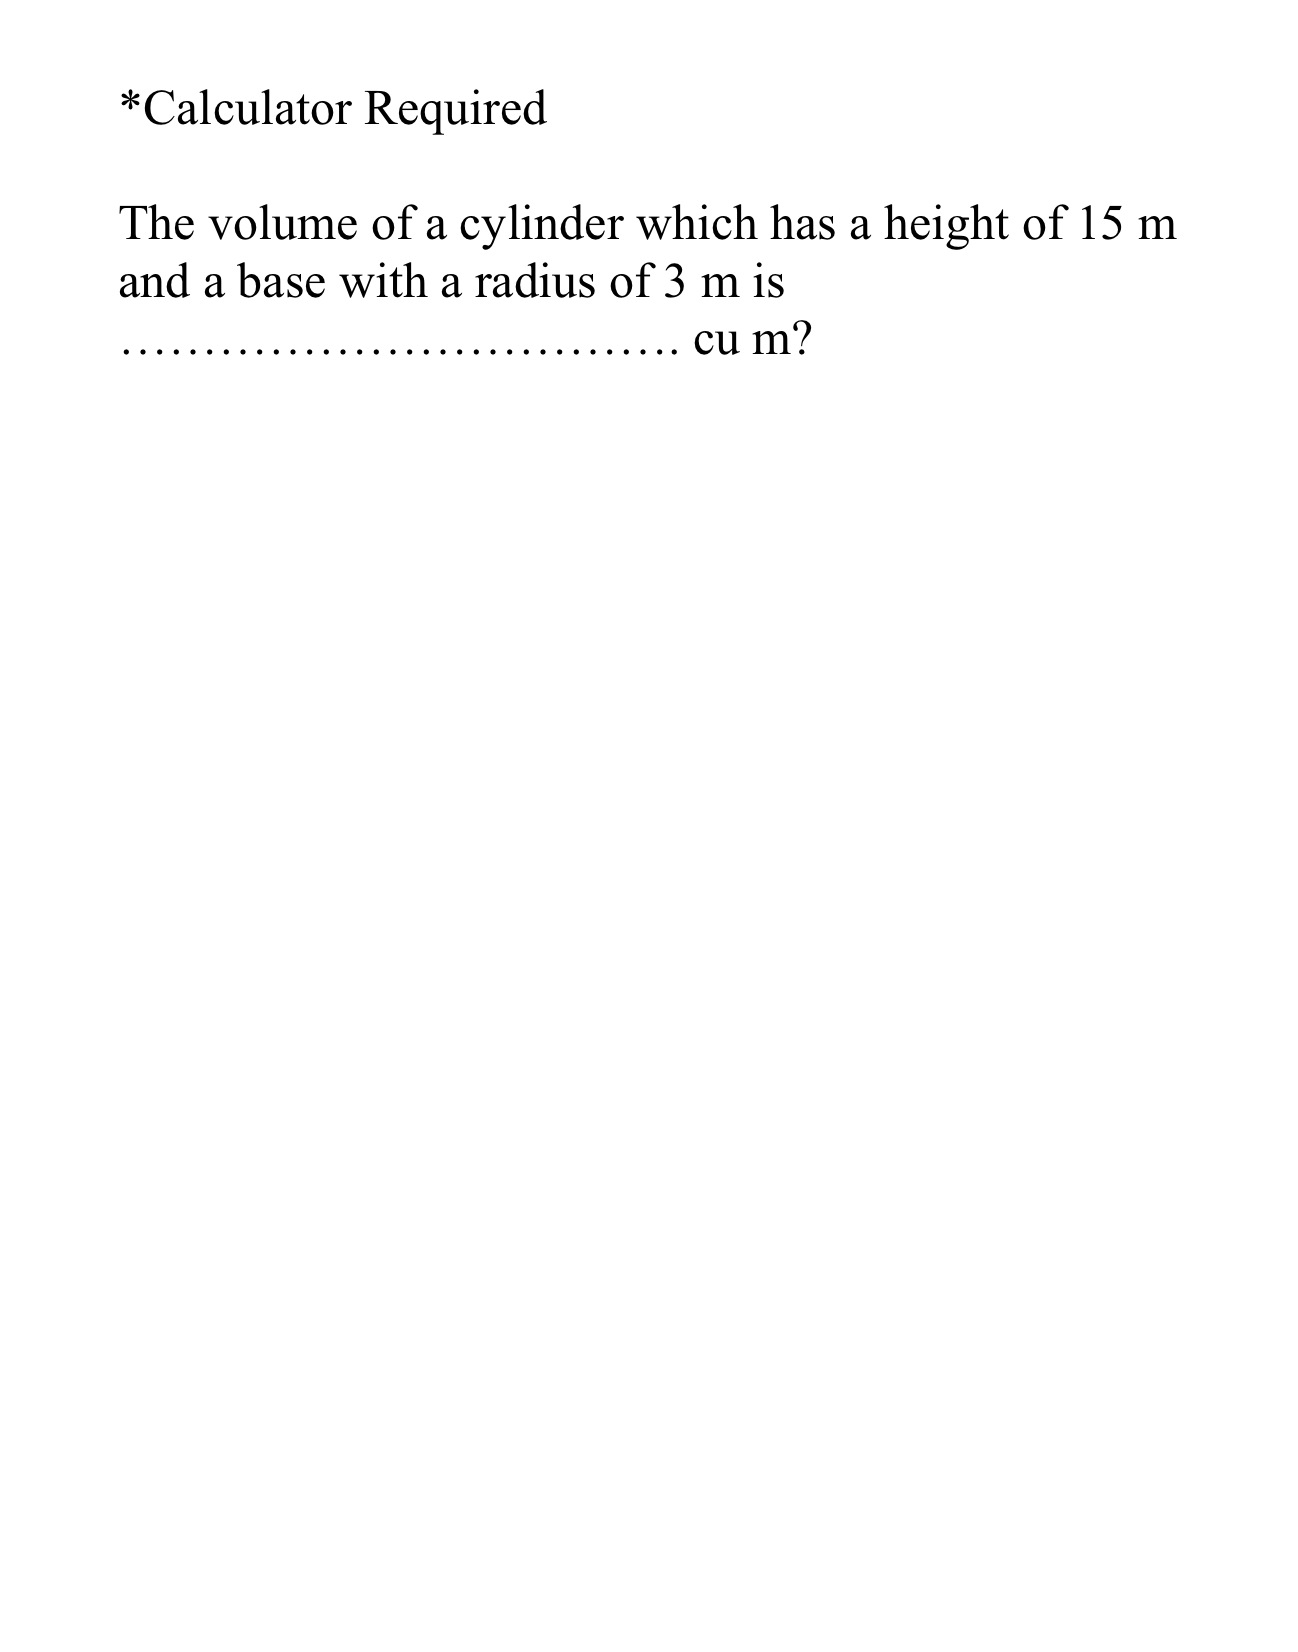 *Calculator Required
The volume of a cylinder which has a height of 15 m
and a base with a radius of 3 m is
………………………………. cu m?